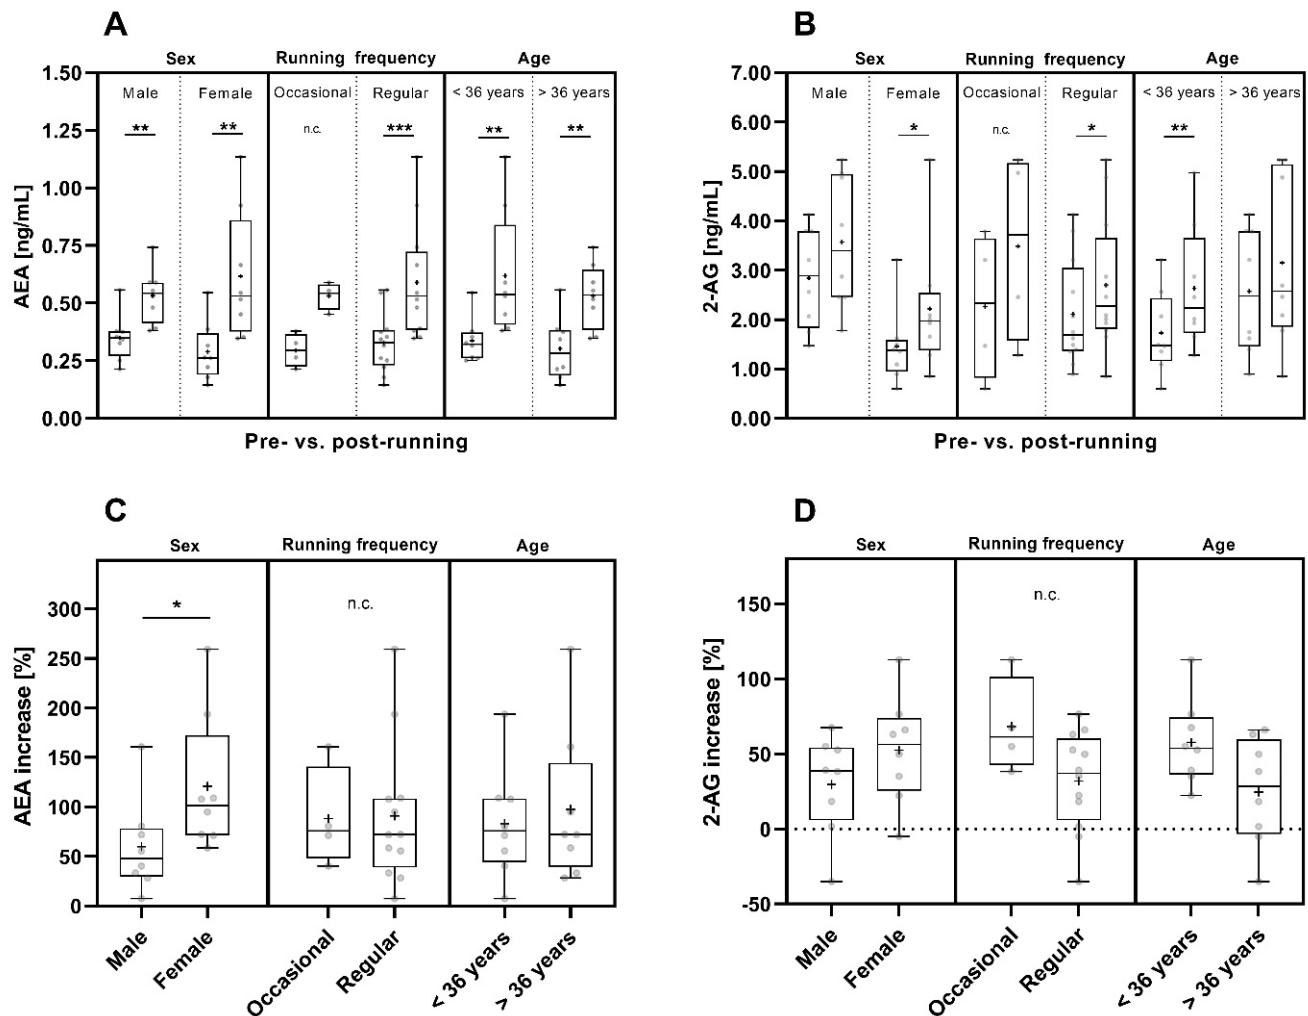 A
Sex
Running frequency
Age
1.50
1.25
1.00
0.75
0.50
0.25
0.00
AEA [ng/mL]
Male
Female
Occasional
Regular
< 36 years
> 36 years
**
**
n.c.
***
**
**
Pre- vs. post-running
B
Sex
Running frequency
Age
7.00
6.00
5.00
4.00
3.00
2.00
1.00
0.00
2-AG [ng/mL]
Male
Female
Occasional
Regular
< 36 years
> 36 years
*
n.c.
*
**
Pre- vs. post-running
C
Sex
Running frequency
Age
300
250
200
150
100
50
0
AEA increase [%]
*
n.c.
Male
Female
Occasional
Regular
< 36 years
> 36 years
D
Sex
Running frequency
Age
150
100
50
0
-50
2-AG increase [%]
n.c.
Male
Female
Occasional
Regular
< 36 years
> 36 years